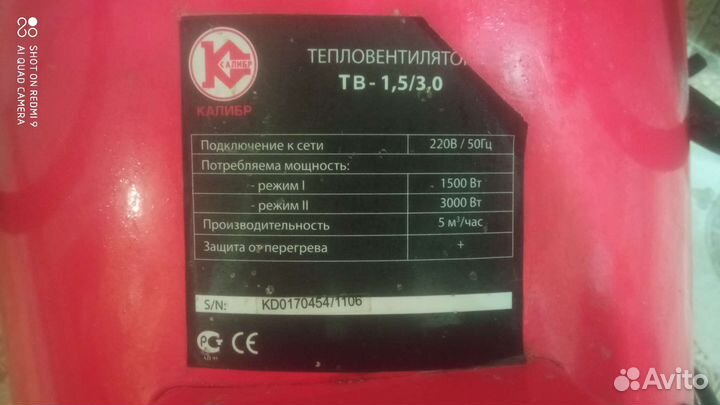 SHOT ON REDMI 9
AI QUAD CAMERA
КАЛИБР
КАЛИБР
ТЕПЛОВЕНТИЛЯТО
ТВ - 1,5/3,0
Подключение к сети 220В / 50Гц
Потребляема мощность:
- режим I 1500 Вт
- режим II 3000 Вт
Производительность 5 м³/час
Защита от перегрева +
S/N: KD0170454/1106
CE
Avito